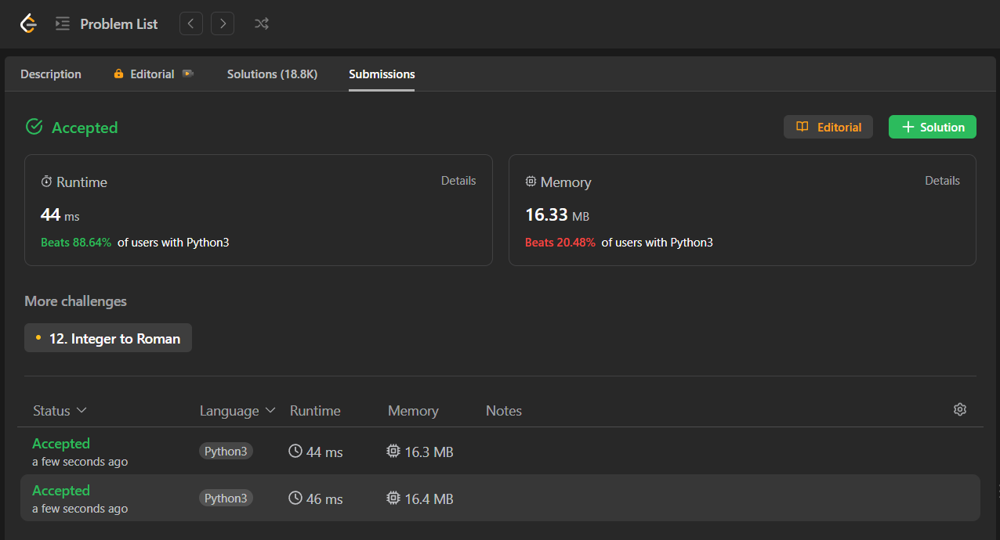 Problem List
Description Editorial Solutions (18.8K) Submissions
Accepted Editorial Solution
Runtime Details
44 ms
Beats 88.64% of users with Python3
Memory Details
16.33 MB
Beats 20.48% of users with Python3
More challenges
12. Integer to Roman
Status Language Runtime Memory Notes
Accepted
a few seconds ago
Python3 44 ms 16.3 MB
Accepted
a few seconds ago
Python3 46 ms 16.4 MB